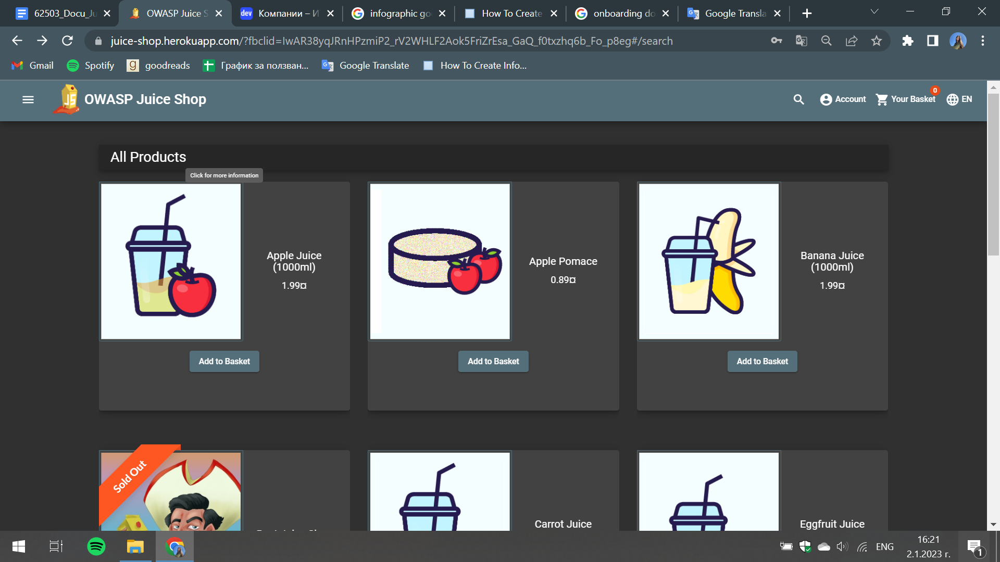 62503_Docu_Ju
OWASP Juice S
dev Компании – И
infographic go
How To Create
onboarding do
Google Transla
juice-shop.herokuapp.com/?fbclid=IwAR38yqJRnHPzmiP2_rV2WHLF2Aok5FriZrEsa_GaQ_f0txzhq6b_Fo_p8eg#/search
Gmail
Spotify
goodreads
График за ползван...
Google Translate
How To Create Info...
JS
OWASP Juice Shop
Account
Your Basket
0
EN
All Products
Click for more information
Apple Juice
(1000ml)
1.99¤
Add to Basket
Apple Pomace
0.89¤
Add to Basket
Banana Juice
(1000ml)
1.99¤
Add to Basket
Sold Out
Carrot Juice
Eggfruit Juice
ENG
16:21
2.1.2023 г.
1